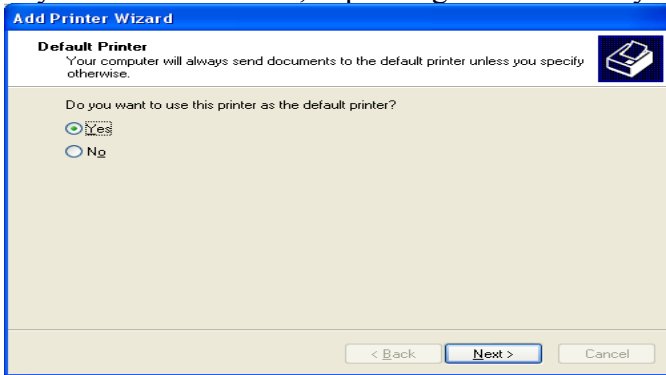 Add Printer Wizard
Default Printer
Your computer will always send documents to the default printer unless you specify
otherwise.
Do you want to use this printer as the default printer?
Yes
No
< Back
Next >
Cancel